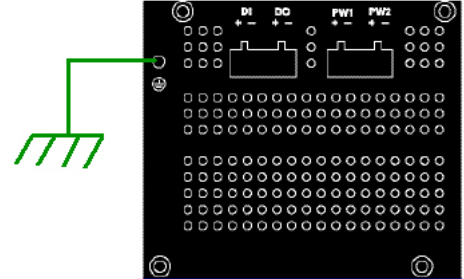 DI DO PW1 PW2
+ - + - + - + -